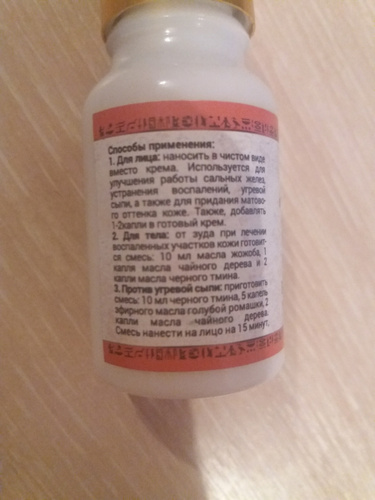 Способы применения:
1. Для лица: наносить в чистом виде
вместо крема. Используется для
улучшения работы сальных желез,
устранения воспалений, угревой
сыпи, а также для придания матово-
го оттенка коже. Также, добавлять
1-2капли в готовый крем.
2. Для тела: от зуда при лечении
воспаленных участков кожи готовит-
ся смесь: 10 мл масла жожоба, 1
капля масла чайного дерева и 2
капли масла черного тмина.
3. Против угревой сыпи: приготовить
смесь: 10 мл черного тмина, 5 капель
эфирного масла голубой ромашки, 2
капли масла чайного дерева.
Смесь нанести на лицо на 15 минут.